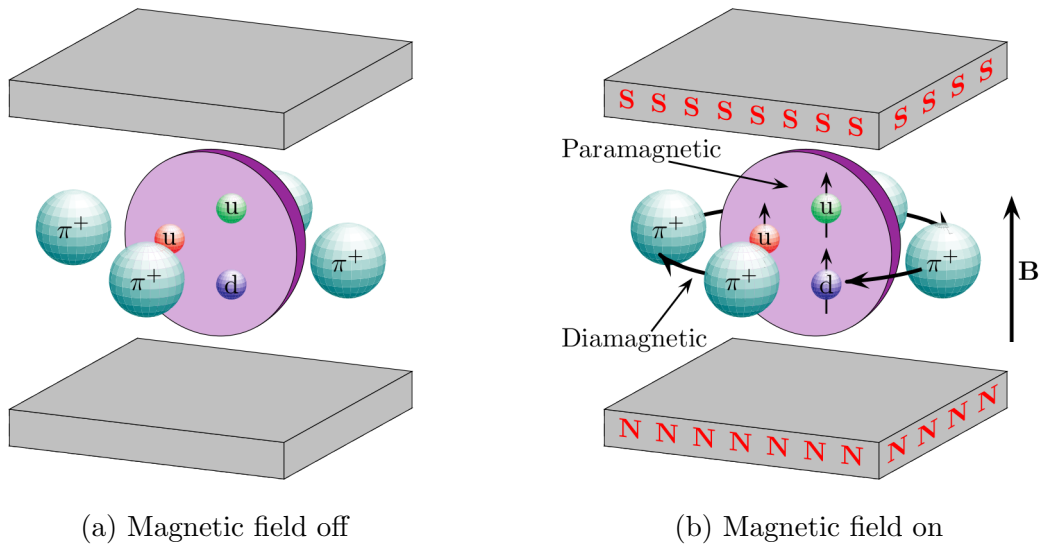 u
π⁺
u
π⁺
π⁺
d
(a) Magnetic field off
S S S S S S S S S S S S
Paramagnetic
u
π⁺
u
π⁺
π⁺
d
B
Diamagnetic
N N N N N N N N N N N
(b) Magnetic field on